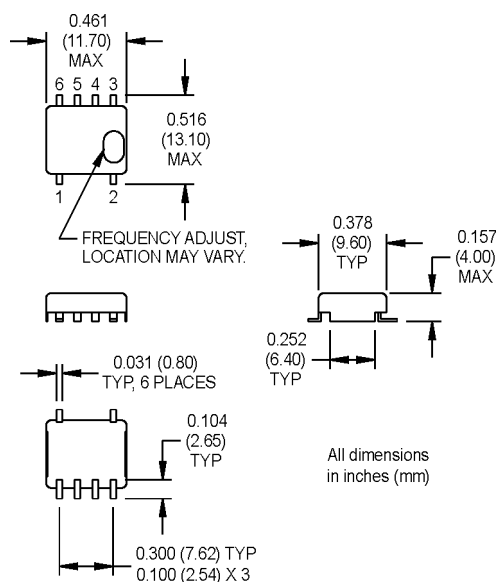 0.461
(11.70)
MAX
6 5 4 3
0.516
(13.10)
MAX
1 2
FREQUENCY ADJUST,
LOCATION MAY VARY.
0.378
(9.60)
TYP
0.157
(4.00)
MAX
0.252
(6.40)
TYP
0.031 (0.80)
TYP, 6 PLACES
0.104
(2.65)
TYP
All dimensions
in inches (mm)
0.300 (7.62) TYP
0.100 (2.54) X 3